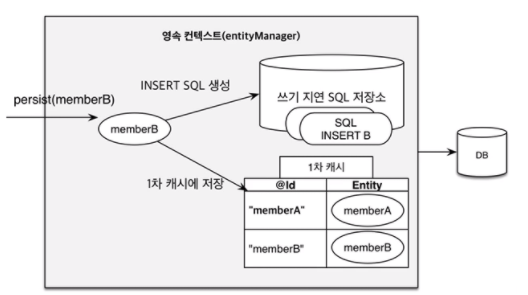 영속 컨텍스트(entityManager)
persist(memberB)
INSERT SQL 생성
쓰기 지연 SQL 저장소
memberB
SQL
INSERT B
DB
1차 캐시
1차 캐시에 저장
@Id Entity
"memberA" memberA
"memberB" memberB